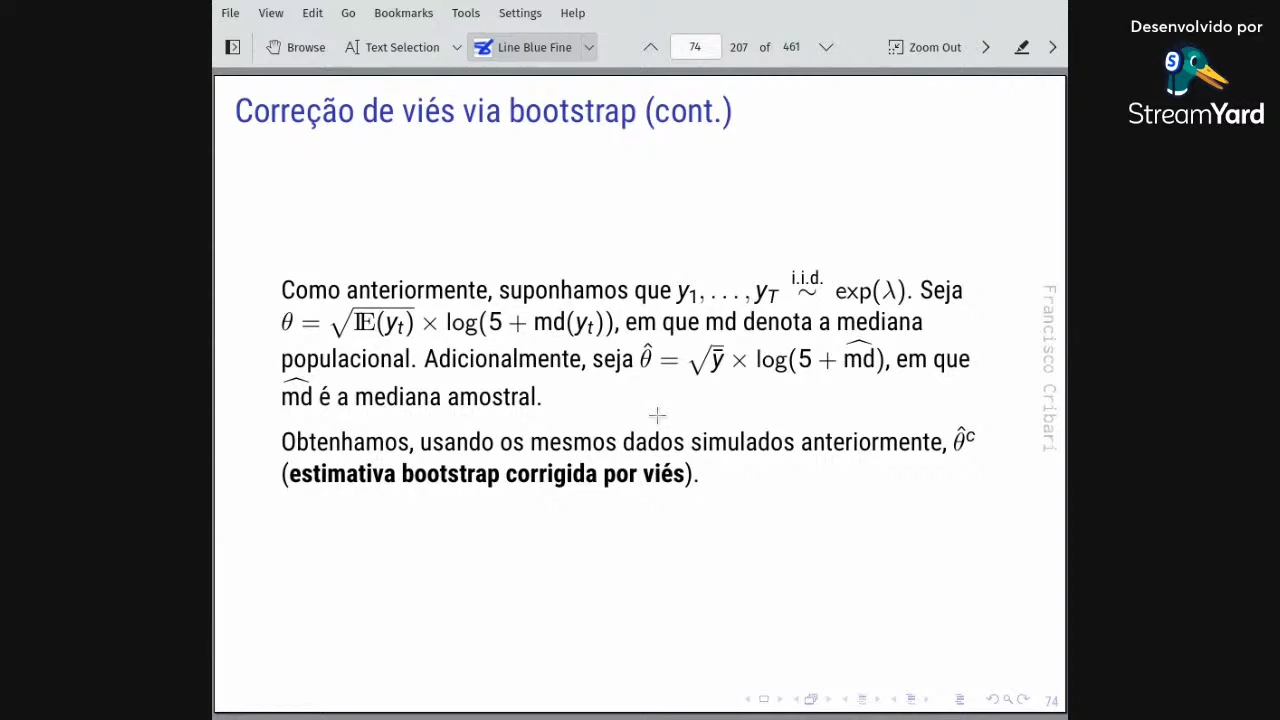 File View Edit Go Bookmarks Tools Settings Help
Browse Text Selection Line Blue Fine 74 207 of 461 Zoom Out
Desenvolvido por
S
StreamYard
Correção de viés via bootstrap (cont.)
Como anteriormente, suponhamos que y₁, . . . , y_T i.i.d. ∼ exp(λ). Seja
θ = √𝔼(yₜ) × log(5 + md(yₜ)), em que md denota a mediana
populacional. Adicionalmente, seja θ̂ = √ȳ × log(5 + m̂d), em que
m̂d é a mediana amostral.
Obtenhamos, usando os mesmos dados simulados anteriormente, θ̂ᶜ
(estimativa bootstrap corrigida por viés).
Francisco Cribari
74